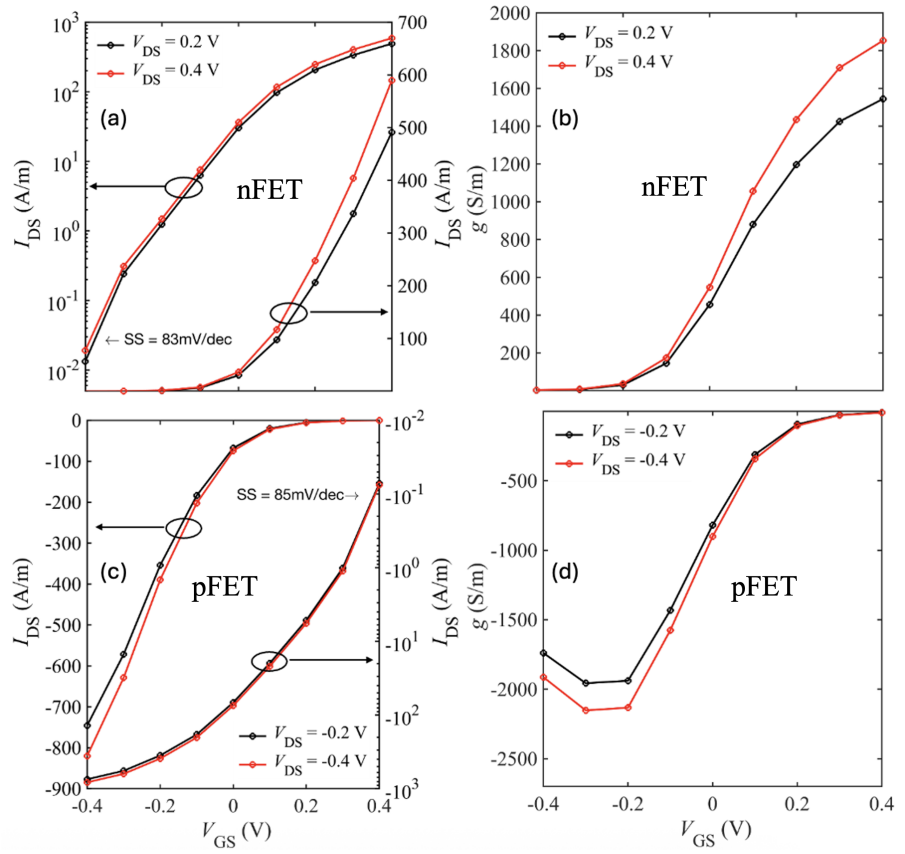 V_DS = 0.2 V
V_DS = 0.4 V
(a)
nFET
← SS = 83mV/dec
I_DS (A/m)
10^3
10^2
10^1
10^0
10^-1
10^-2
I_DS (A/m)
700
600
500
400
300
200
100
V_DS = 0.2 V
V_DS = 0.4 V
(b)
nFET
g (S/m)
2000
1800
1600
1400
1200
1000
800
600
400
200
SS = 85mV/dec→
(c)
pFET
V_DS = -0.2 V
V_DS = -0.4 V
I_DS (A/m)
0
-100
-200
-300
-400
-500
-600
-700
-800
-900
I_DS (A/m)
-10^-2
-10^-1
-10^0
-10^1
-10^2
-10^3
-0.4 -0.2 0 0.2 0.4
V_GS (V)
V_DS = -0.2 V
V_DS = -0.4 V
(d)
pFET
g (S/m)
-500
-1000
-1500
-2000
-2500
-0.4 -0.2 0 0.2 0.4
V_GS (V)